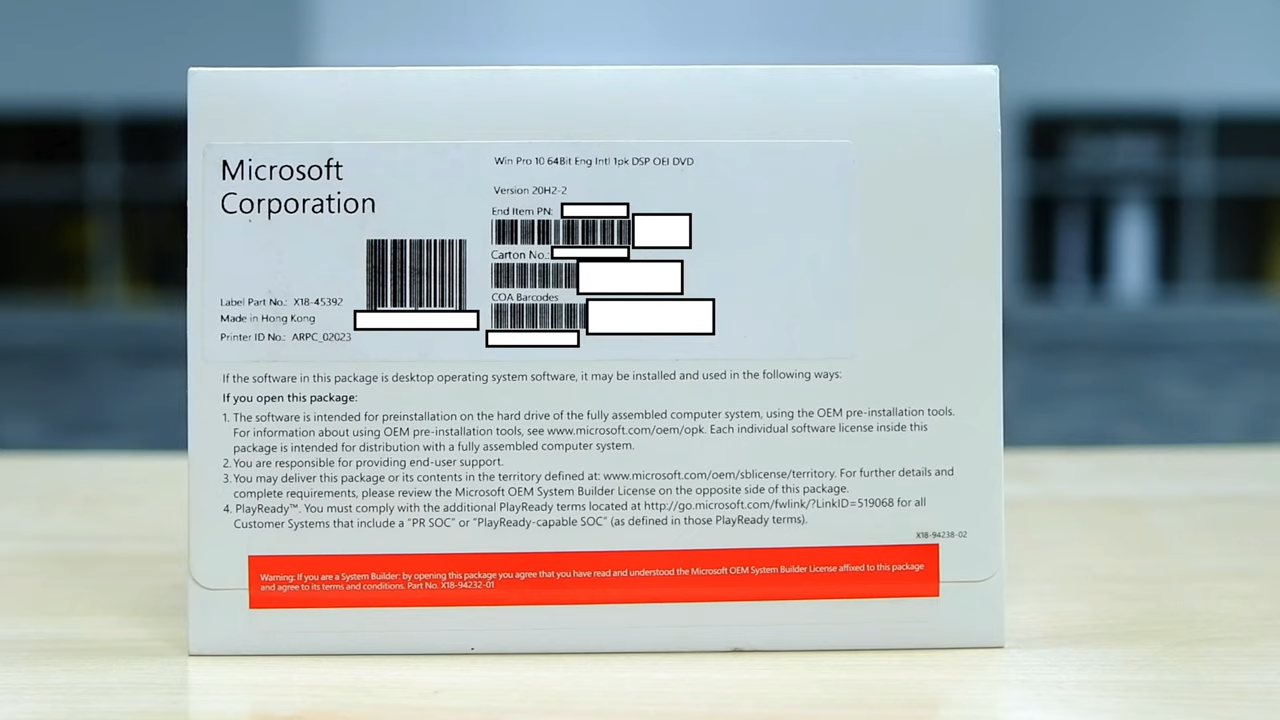 Microsoft
Corporation
Label Part No.: X18-45392
Made in Hong Kong
Printer ID No.: ARPC_02023
Win Pro 10 64Bit Eng Intl 1pk DSP OEI DVD
Version 20H2-2
End Item PN:
Carton No.:
COA Barcodes
If the software in this package is desktop operating system software, it may be installed and used in the following ways:
If you open this package:
1. The software is intended for preinstallation on the hard drive of the fully assembled computer system, using the OEM pre-installation tools.
For information about using OEM pre-installation tools, see www.microsoft.com/oem/opk. Each individual software license inside this
package is intended for distribution with a fully assembled computer system.
2. You are responsible for providing end-user support.
3. You may deliver this package or its contents in the territory defined at: www.microsoft.com/oem/sblicense/territory. For further details and
complete requirements, please review the Microsoft OEM System Builder License on the opposite side of this package.
4. PlayReady™. You must comply with the additional PlayReady terms located at http://go.microsoft.com/fwlink/?LinkID=519068 for all
Customer Systems that include a "PR SOC" or "PlayReady-capable SOC" (as defined in those PlayReady terms).
X18-94238-02
Warning: If you are a System Builder: by opening this package you agree that you have read and understood the Microsoft OEM System Builder License affixed to this package
and agree to its terms and conditions. Part No. X18-94232-01